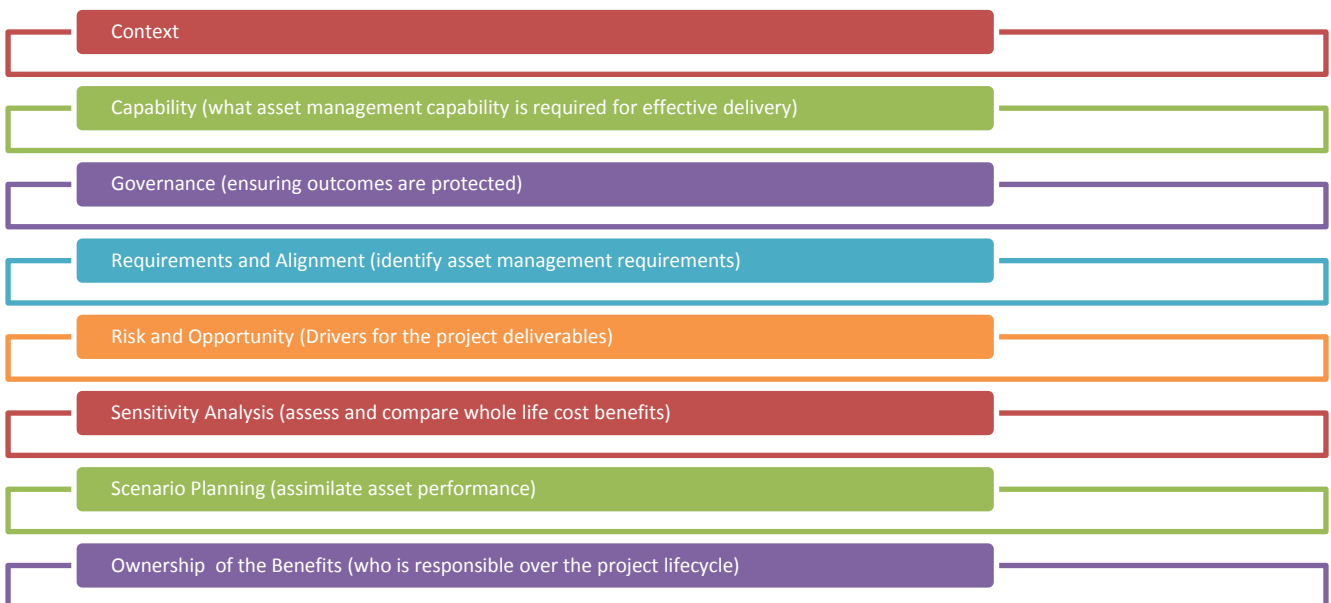 Context
Capability (what asset management capability is required for effective delivery)
Governance (ensuring outcomes are protected)
Requirements and Alignment (identify asset management requirements)
Risk and Opportunity (Drivers for the project deliverables)
Sensitivity Analysis (assess and compare whole life cost benefits)
Scenario Planning (assimilate asset performance)
Ownership  of the Benefits (who is responsible over the project lifecycle)